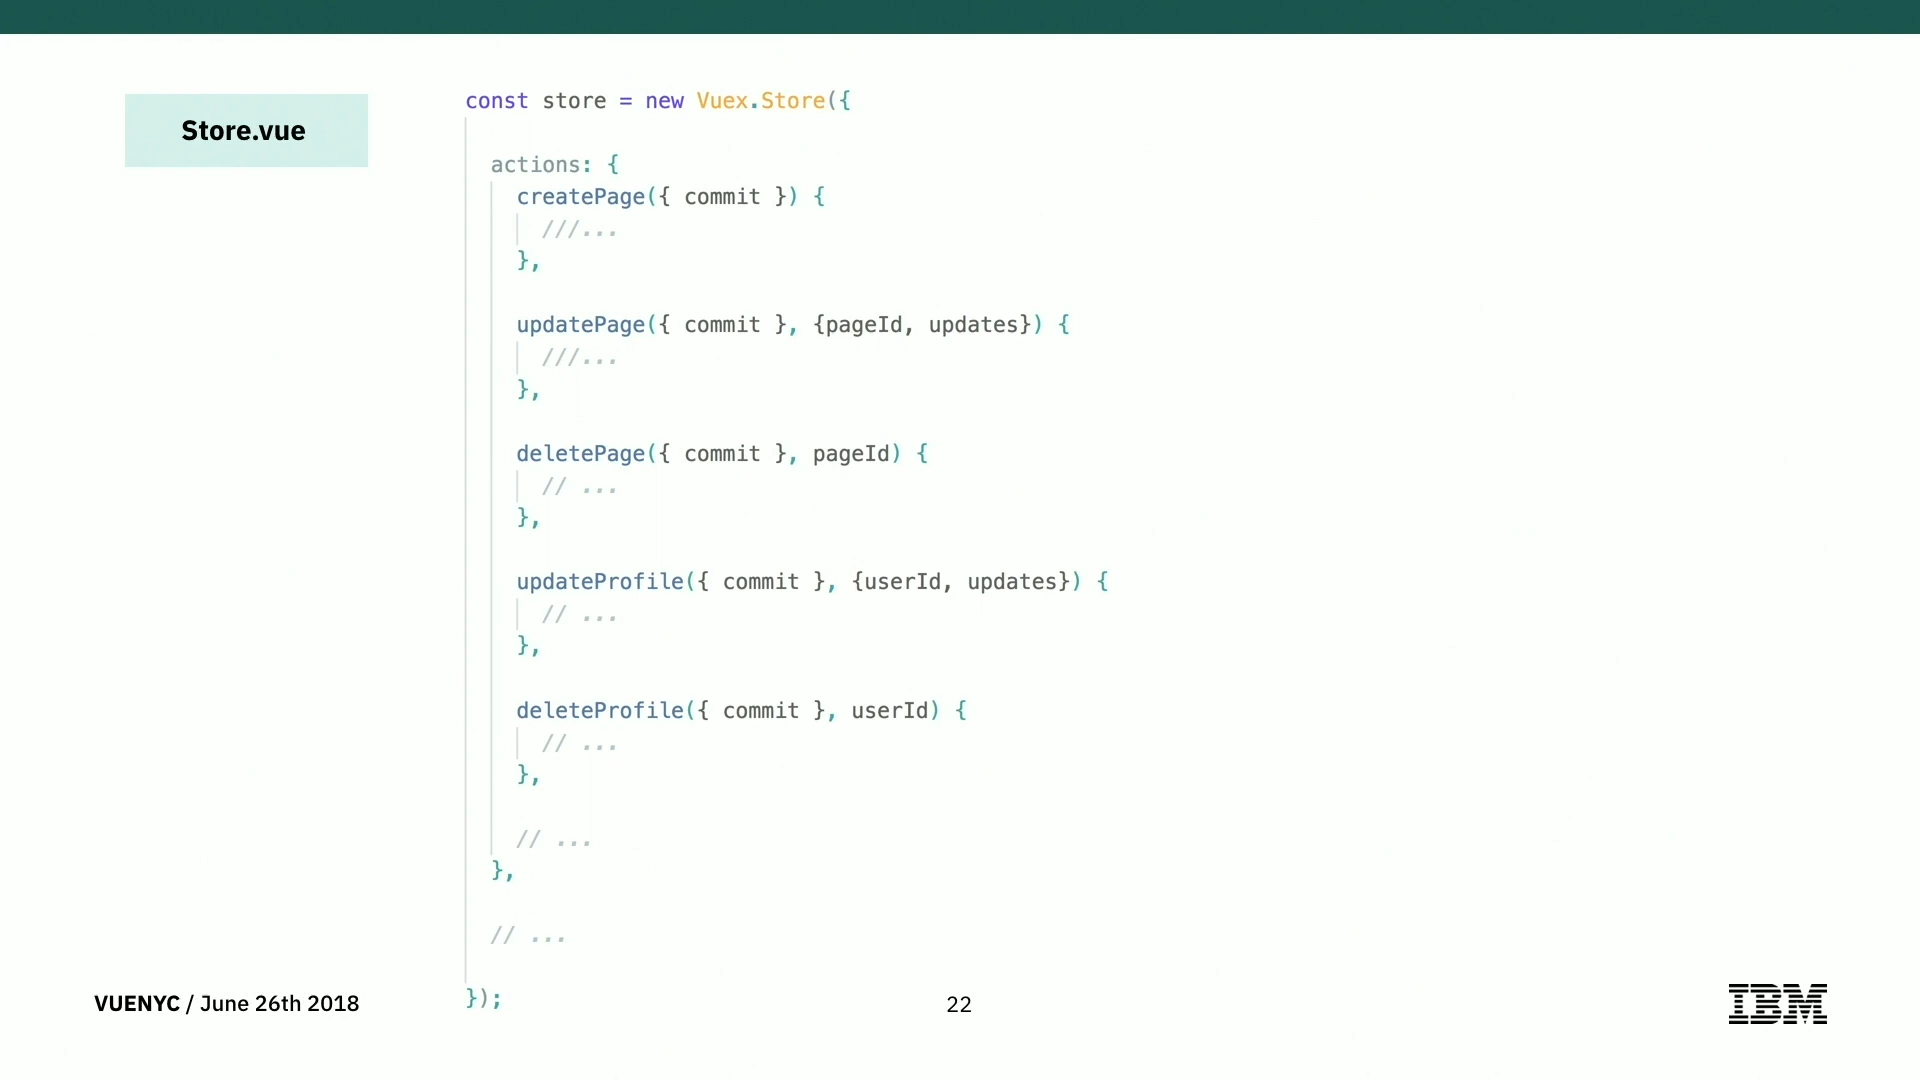 Store.vue
const store = new Vuex.Store({
actions: {
createPage({ commit }) {
///...
},
updatePage({ commit }, {pageId, updates}) {
///...
},
deletePage({ commit }, pageId) {
// ...
},
updateProfile({ commit }, {userId, updates}) {
// ...
},
deleteProfile({ commit }, userId) {
// ...
},
// ...
},
// ...
});
VUENYC / June 26th 2018
22
IBM